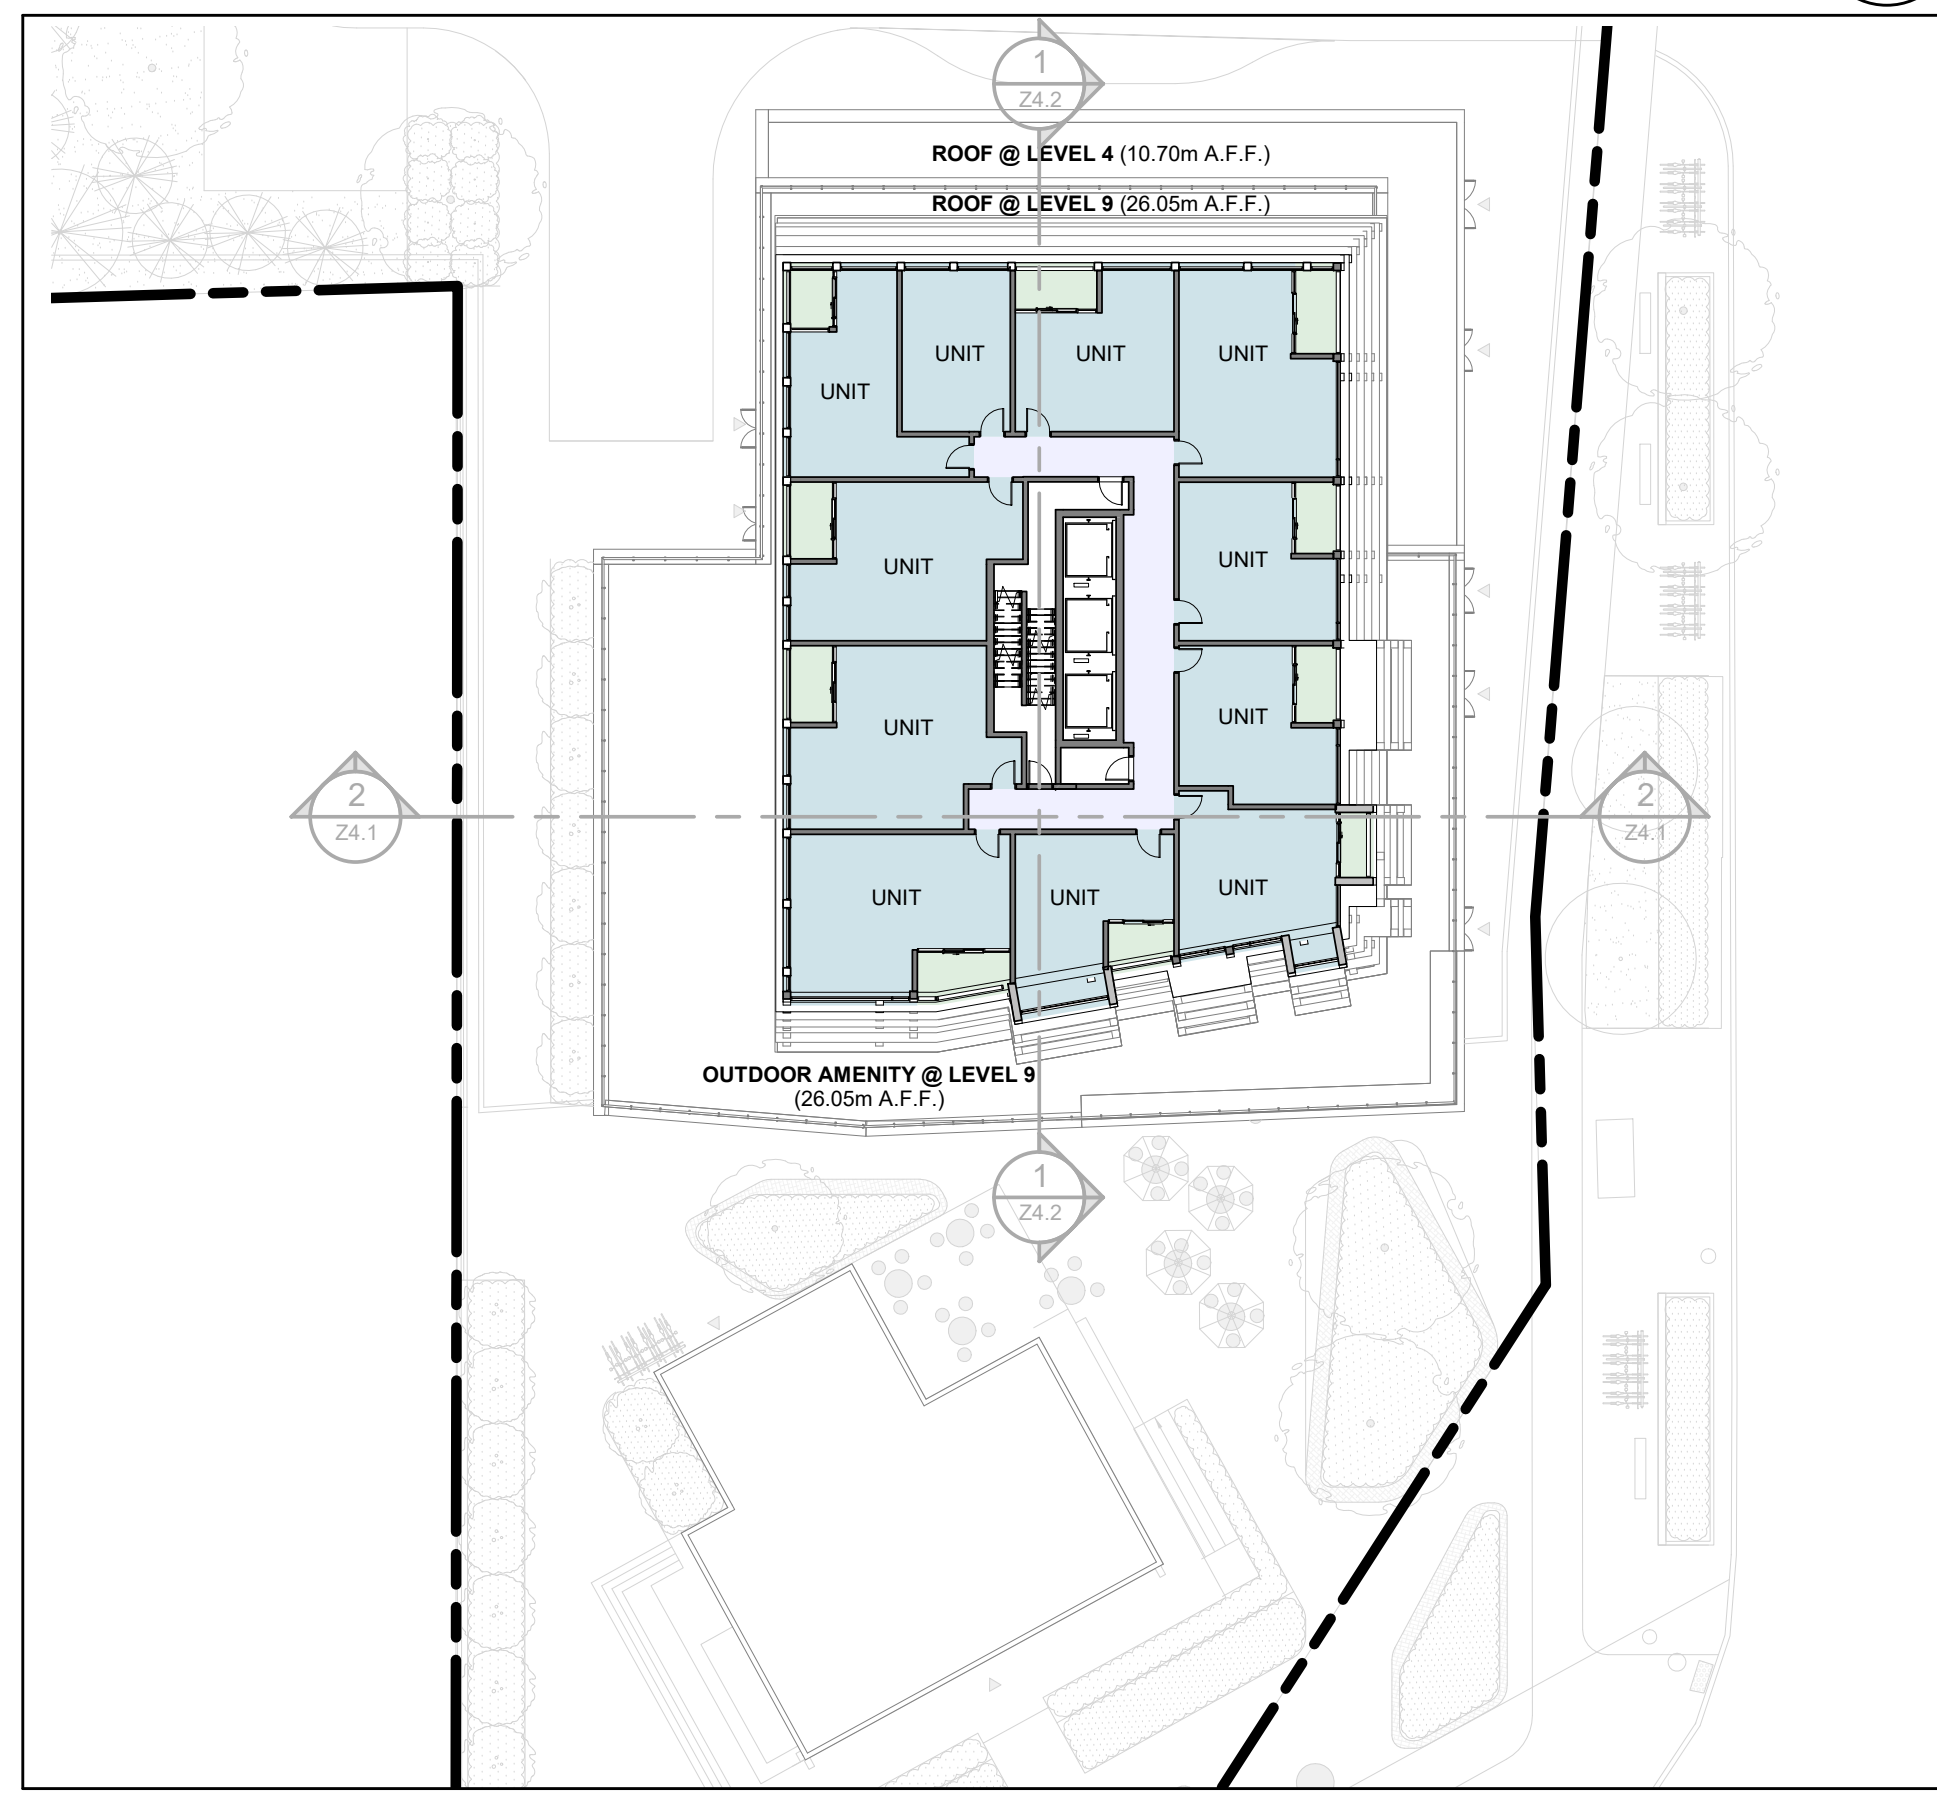 1
Z4.2
ROOF @ LEVEL 4 (10.70m A.F.F.)
ROOF @ LEVEL 9 (26.05m A.F.F.)
UNIT
UNIT
UNIT
UNIT
UNIT
UNIT
UNIT
UNIT
2
Z4.1
2
Z4.1
UNIT
UNIT
UNIT
OUTDOOR AMENITY @ LEVEL 9
(26.05m A.F.F.)
1
Z4.2